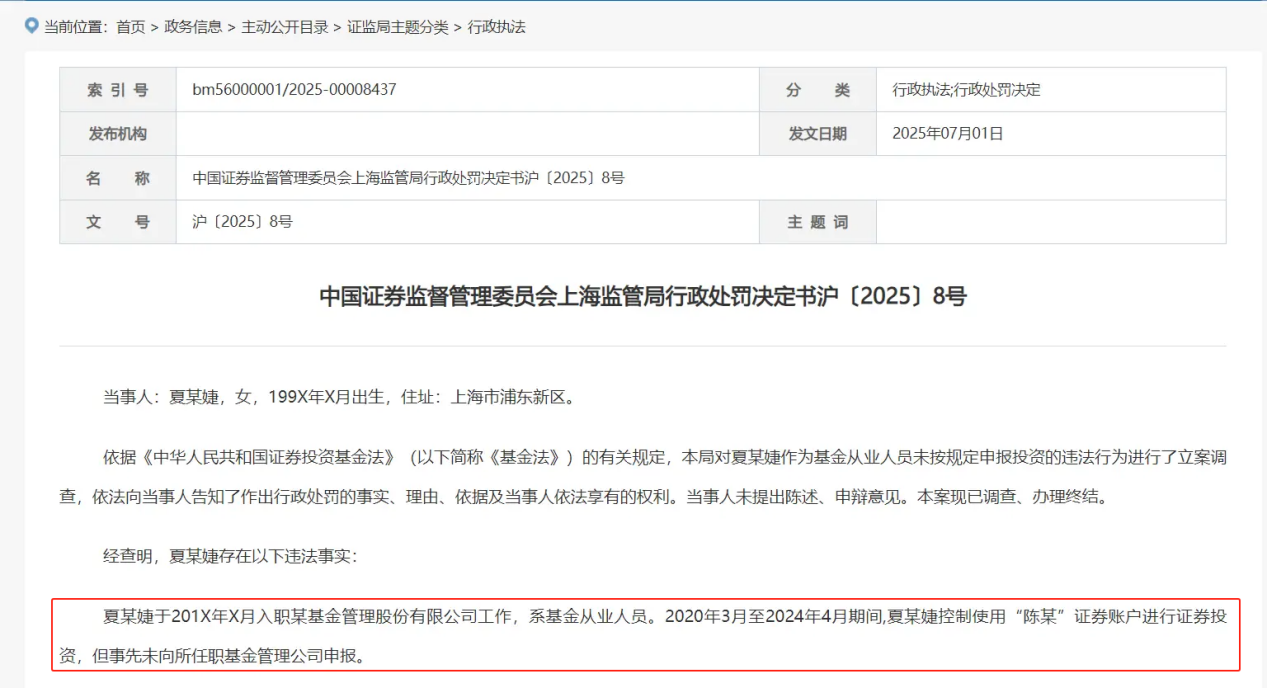 当前位置：首页 > 政务信息 > 主动公开目录 > 证监局主题分类 > 行政执法
索 引 号 bm56000001/2025-00008437 分 类 行政执法;行政处罚决定
发布机构 发文日期 2025年07月01日
名 称 中国证券监督管理委员会上海监管局行政处罚决定书沪〔2025〕8号
文 号 沪〔2025〕8号 主 题 词
中国证券监督管理委员会上海监管局行政处罚决定书沪〔2025〕8号
当事人：夏某婕，女，199X年X月出生，住址：上海市浦东新区。
依据《中华人民共和国证券投资基金法》（以下简称《基金法》）的有关规定，本局对夏某婕作为基金从业人员未按规定申报投资的违法行为进行了立案调
查，依法向当事人告知了作出行政处罚的事实、理由、依据及当事人依法享有的权利。当事人未提出陈述、申辩意见。本案现已调查、办理终结。
经查明，夏某婕存在以下违法事实：
夏某婕于201X年X月入职某基金管理股份有限公司工作，系基金从业人员。2020年3月至2024年4月期间,夏某婕控制使用“陈某”证券账户进行证券投
资，但事先未向所任职基金管理公司申报。